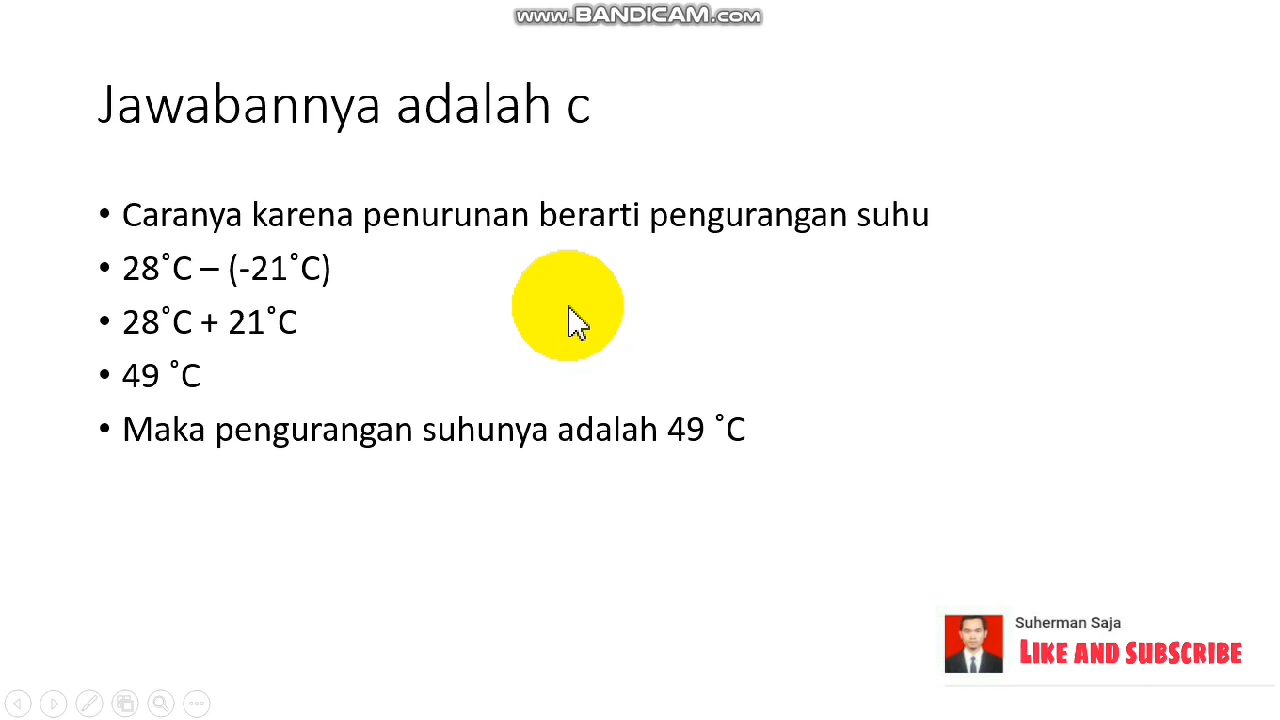 www.BANDICAM.com
Jawabannya adalah c
• Caranya karena penurunan berarti pengurangan suhu
• 28˚C – (-21˚C)
• 28˚C + 21˚C
• 49 ˚C
• Maka pengurangan suhunya adalah 49 ˚C
Suherman Saja
LIKE AND SUBSCRIBE